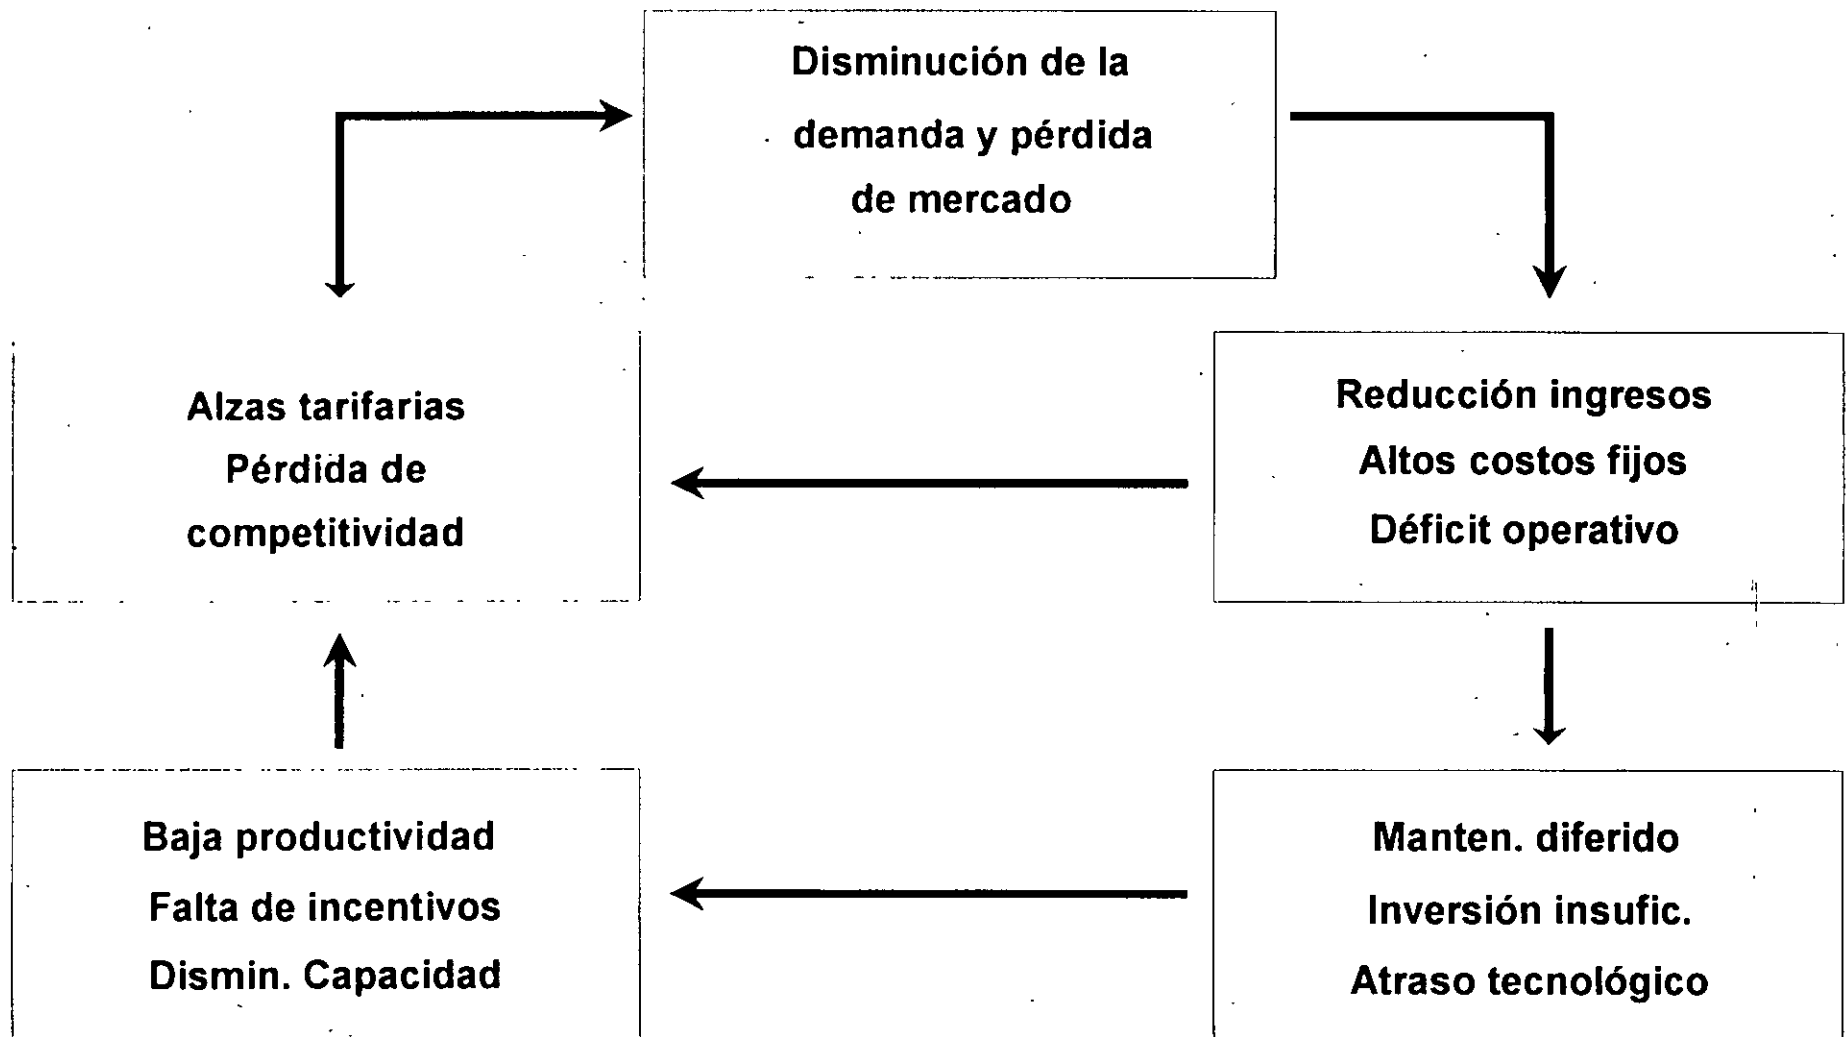 Disminución de la
demanda y pérdida
de mercado
Alzas tarifarias
Pérdida de
competitividad
Reducción ingresos
Altos costos fijos
Déficit operativo
Baja productividad
Falta de incentivos
Dismin. Capacidad
Manten. diferido
Inversión insufic.
Atraso tecnológico